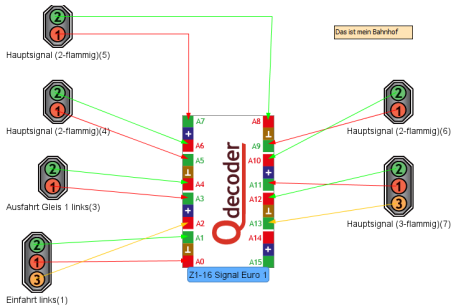 2
1
Hauptsignal (2-flammig)(5)
Das ist mein Bahnhof
2
1
Hauptsignal (2-flammig)(4)
2
1
Hauptsignal (2-flammig)(6)
A7
A8
+
A6
A9
A5
A10
+
A4
A11
A3
A12
+
A2
A13
A1
A14
+
A0
A15
Qdecoder
Z1-16 Signal Euro 1
2
1
Ausfahrt Gleis 1 links(3)
2
1
3
Hauptsignal (3-flammig)(7)
2
1
3
Einfahrt links(1)